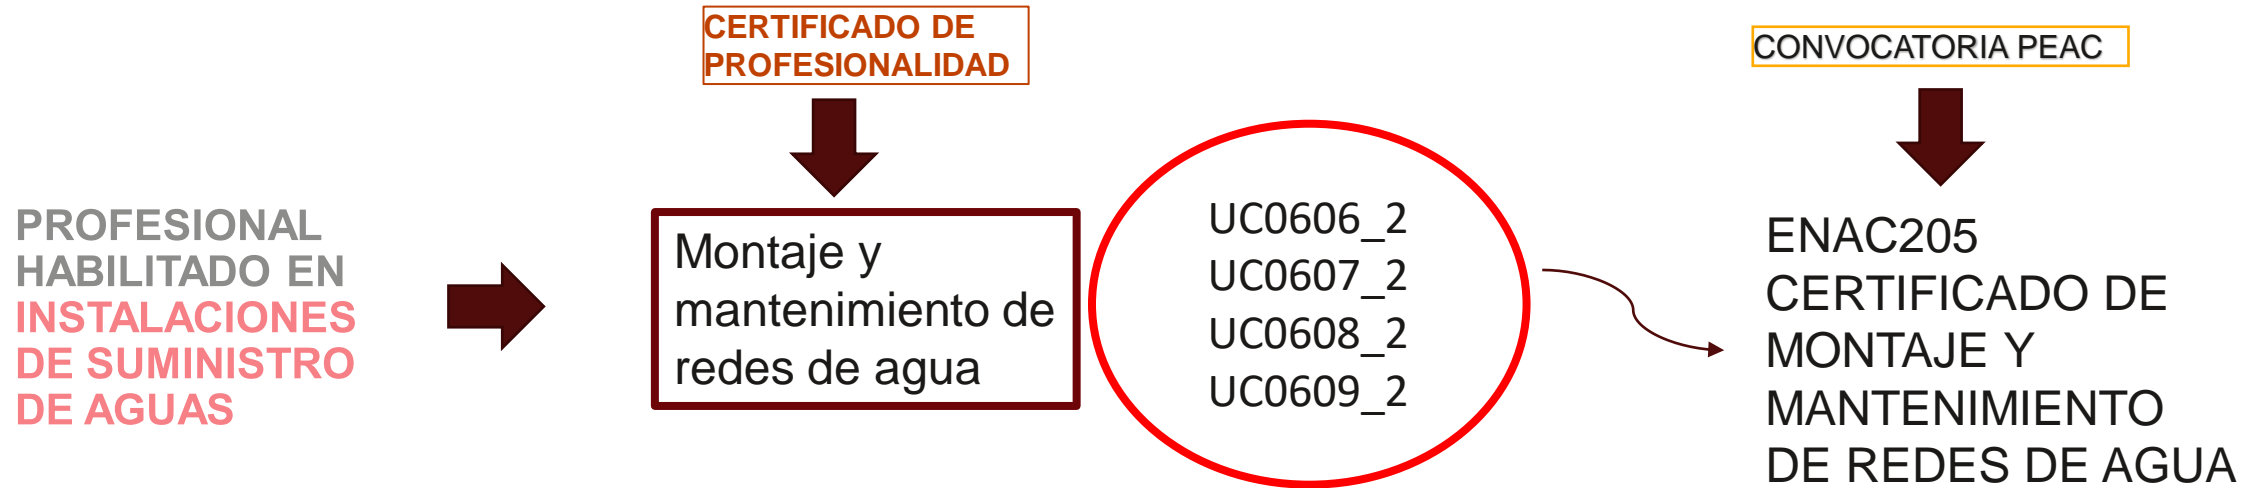 PROFESIONAL
HABILITADO EN
INSTALACIONES
DE SUMINISTRO
DE AGUAS
CERTIFICADO DE
PROFESIONALIDAD
Montaje y
mantenimiento de
redes de agua
UC0606_2
UC0607_2
UC0608_2
UC0609_2
CONVOCATORIA PEAC
ENAC205
CERTIFICADO DE
MONTAJE Y
MANTENIMIENTO
DE REDES DE AGUA